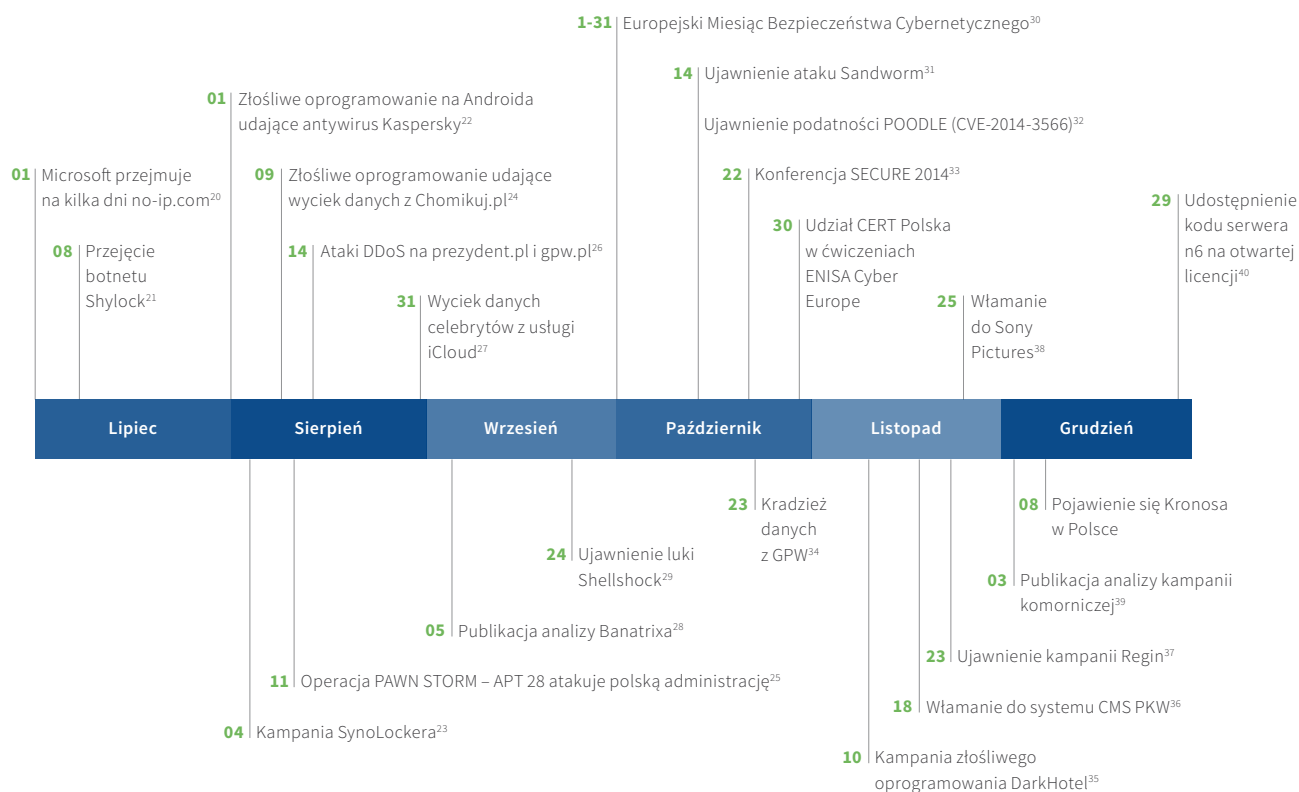 1-31 Europejski Miesiąc Bezpieczeństwa Cybernetycznego30
14 Ujawnienie ataku Sandworm31
01 Złośliwe oprogramowanie na Androida
udające antywirus Kaspersky22
Ujawnienie podatności POODLE (CVE-2014-3566)32
01 Microsoft przejmuje
na kilka dni no-ip.com20
09 Złośliwe oprogramowanie udające
wyciek danych z Chomikuj.pl24
22 Konferencja SECURE 201433
29 Udostępnienie
kodu serwera
n6 na otwartej
licencji40
30 Udział CERT Polska
w ćwiczeniach
ENISA Cyber
Europe
08 Przejęcie
botnetu
Shylock21
14 Ataki DDoS na prezydent.pl i gpw.pl26
31 Wyciek danych
celebrytów z usługi
iCloud27
25 Włamanie
do Sony
Pictures38
Lipiec
Sierpień
Wrzesień
Październik
Listopad
Grudzień
23 Kradzież
danych
z GPW34
08 Pojawienie się Kronosa
w Polsce
24 Ujawnienie luki
Shellshock29
03 Publikacja analizy kampanii
komorniczej39
05 Publikacja analizy Banatrixa28
23 Ujawnienie kampanii Regin37
11 Operacja PAWN STORM – APT 28 atakuje polską administrację25
18 Włamanie do systemu CMS PKW36
04 Kampania SynoLockera23
10 Kampania złośliwego
oprogramowania DarkHotel35